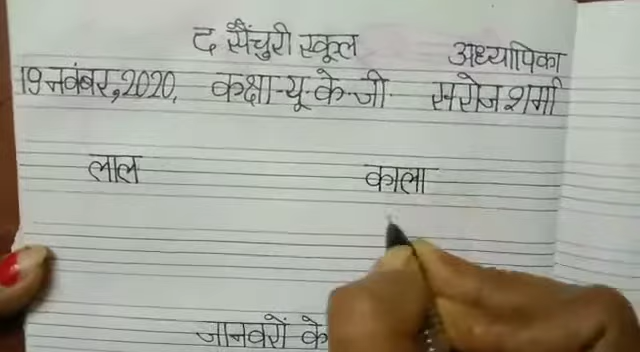 द सैंचुरी स्कूल अध्यापिका
19 नवंबर,2020, कक्षा-यू-के-जी- सरोज शर्मा
लाल काला
जानवरों के